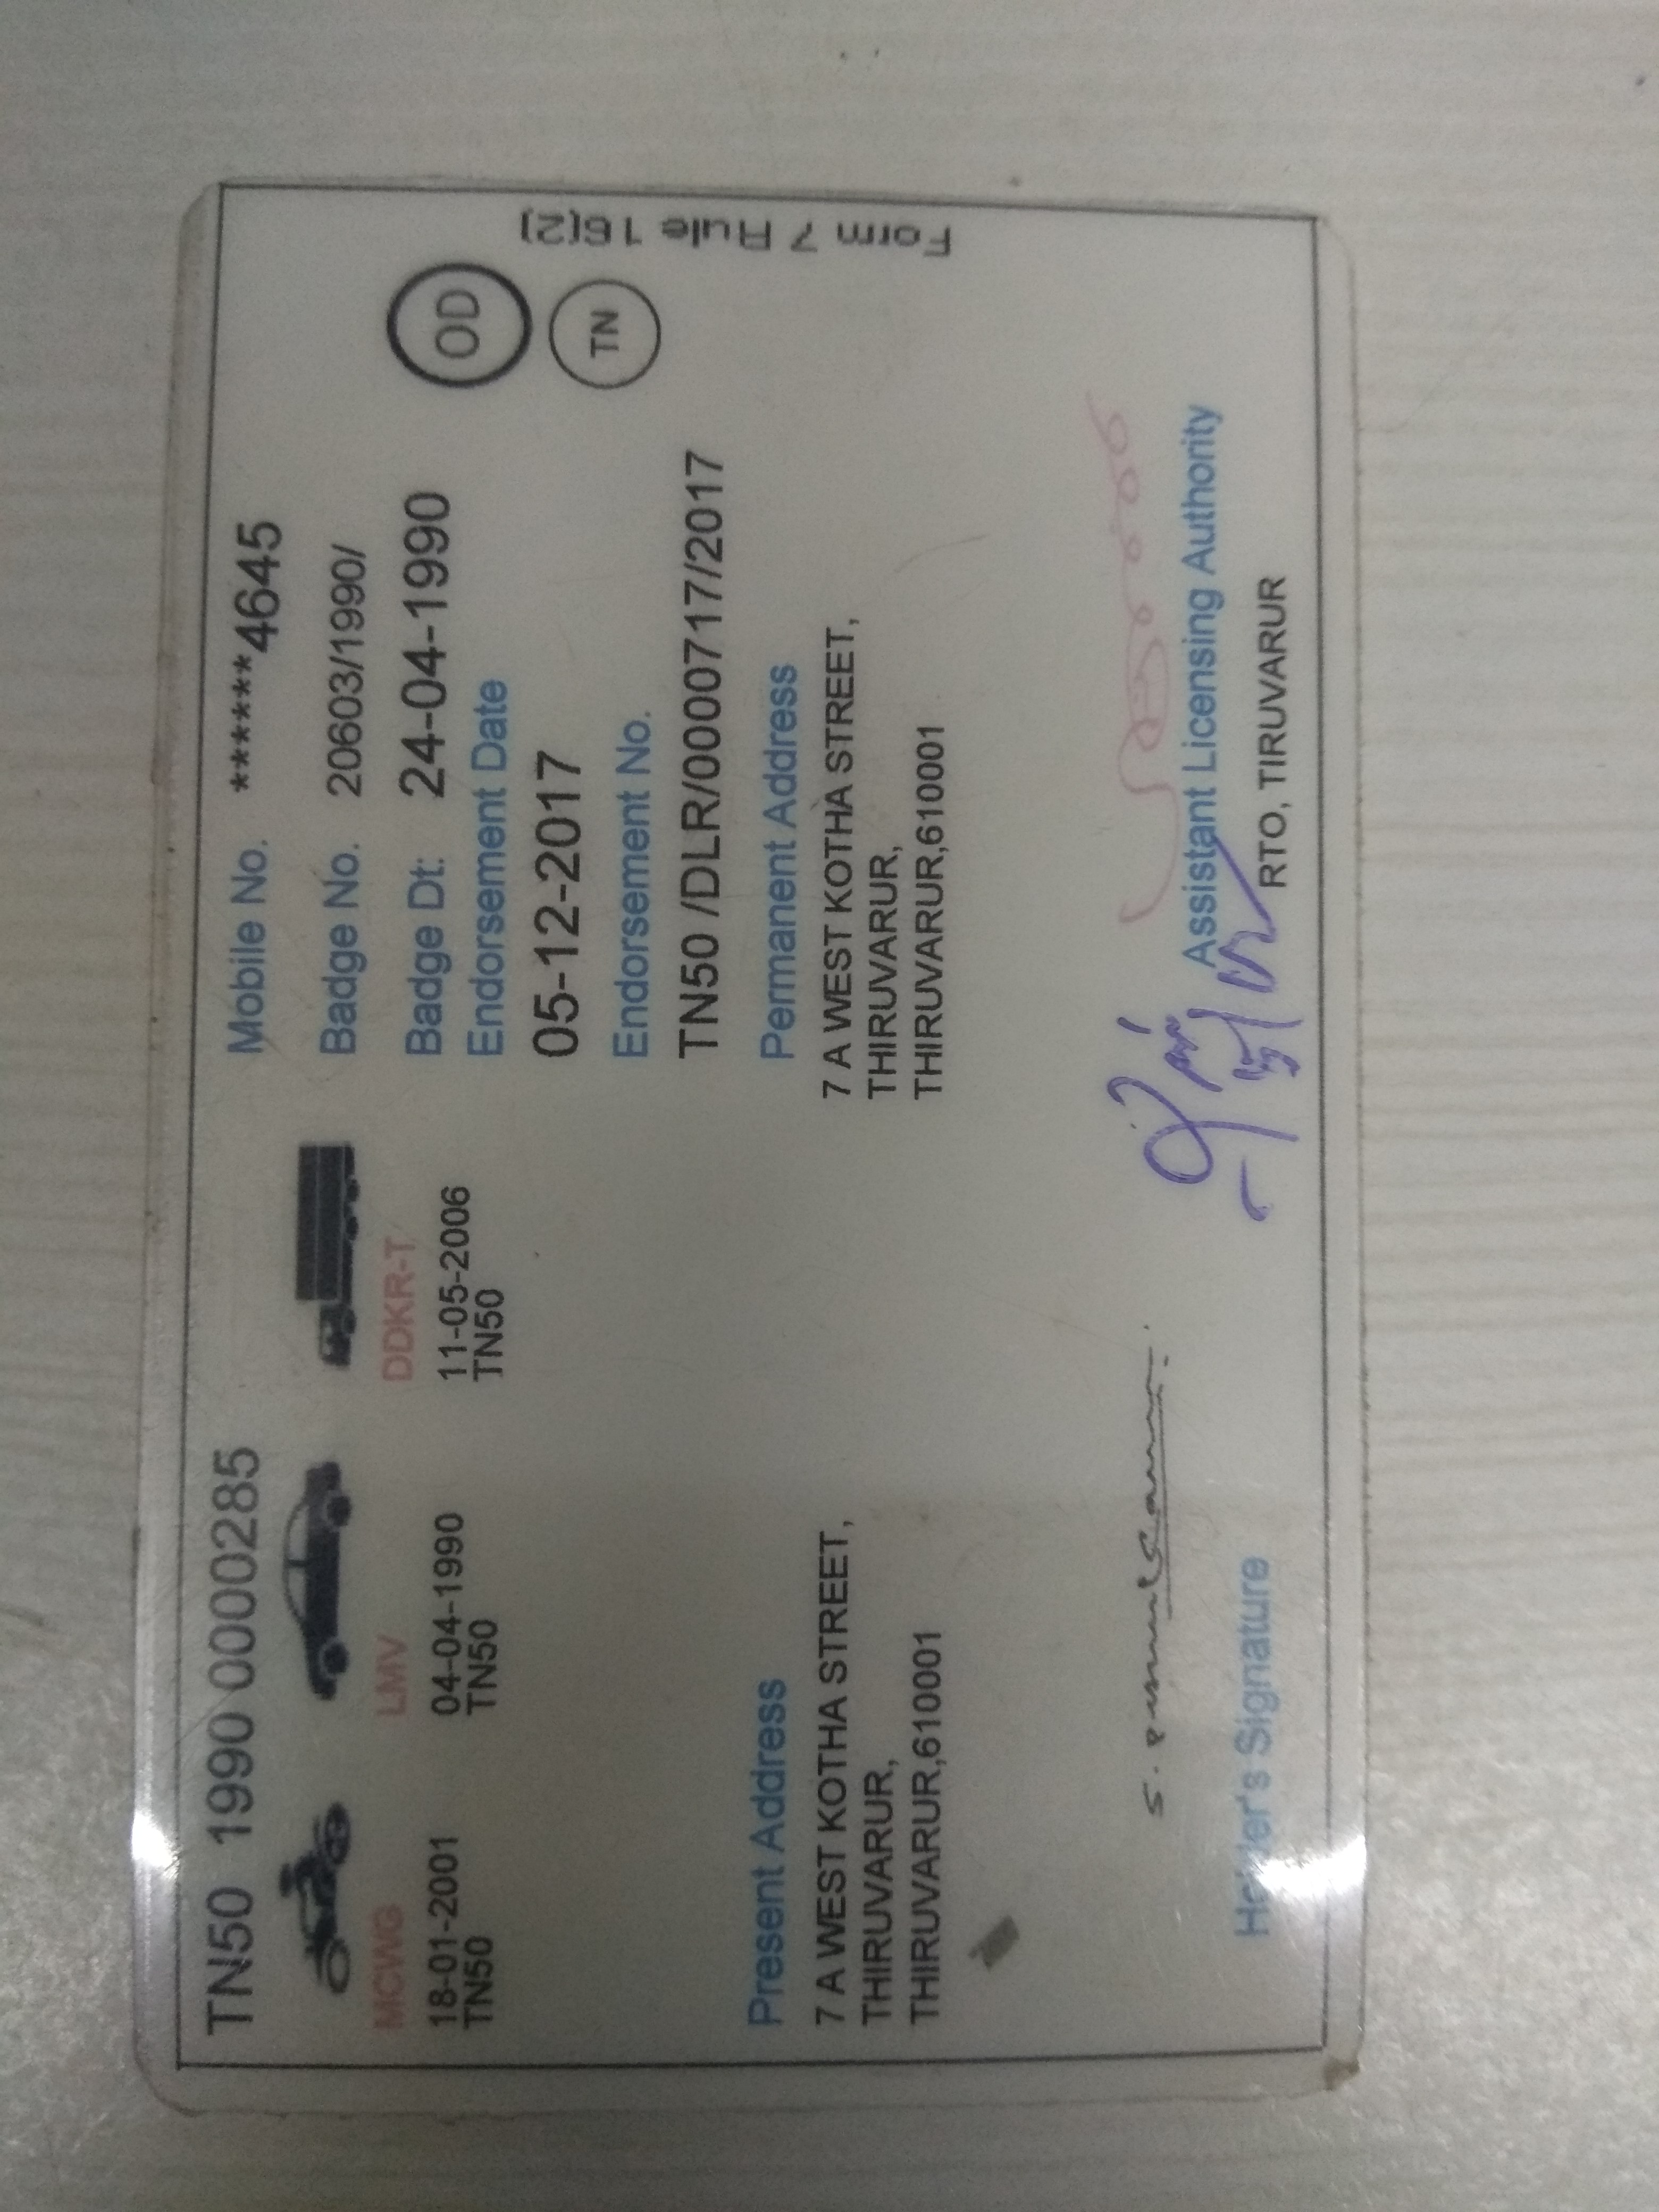 TN50 1990 0000285
MCWG
18-01-2001
TN50
LMV
04-04-1990
TN50
DDKR-T
11-05-2006
TN50
Mobile No. ******4645
Badge No. 20603/1990/
Badge Dt: 24-04-1990
Endorsement Date
05-12-2017
Endorsement No.
TN50 /DLR/000717/2017
OD
TN
Form 7 Rule 16(2)
Present Address
7 A WEST KOTHA STREET,
THIRUVARUR,
THIRUVARUR,610001
Permanent Address
7 A WEST KOTHA STREET,
THIRUVARUR,
THIRUVARUR,610001
Holder's Signature
Assistant Licensing Authority
RTO, TIRUVARUR